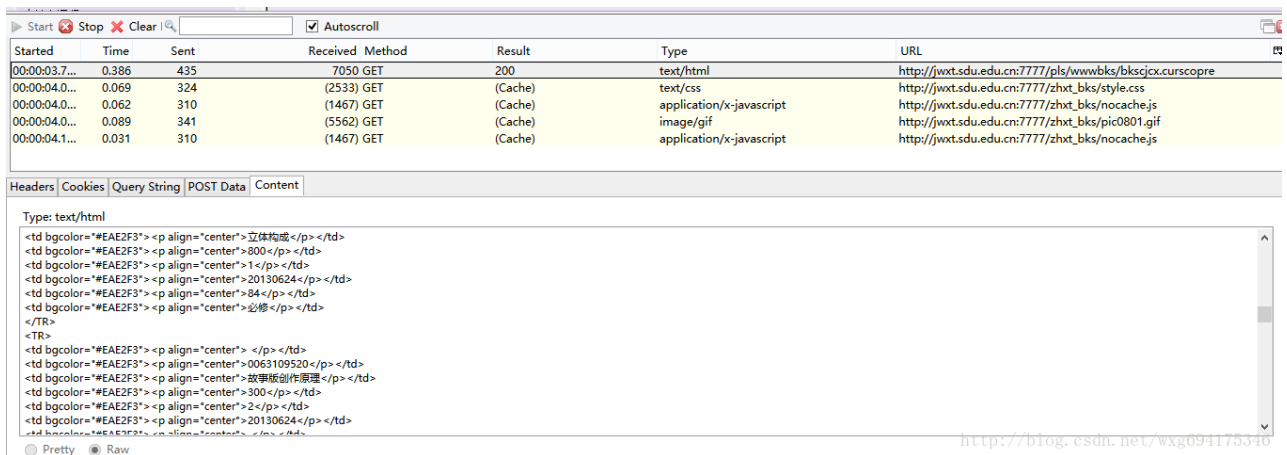 Start Stop Clear Autoscroll
Started Time Sent Received Method Result Type URL
00:00:03.7... 0.386 435 7050 GET 200 text/html http://jwxt.sdu.edu.cn:7777/pls/wwwbks/bkscjcx.curscopre
00:00:04.0... 0.069 324 (2533) GET (Cache) text/css http://jwxt.sdu.edu.cn:7777/zhxt_bks/style.css
00:00:04.0... 0.062 310 (1467) GET (Cache) application/x-javascript http://jwxt.sdu.edu.cn:7777/zhxt_bks/nocache.js
00:00:04.0... 0.089 341 (5562) GET (Cache) image/gif http://jwxt.sdu.edu.cn:7777/zhxt_bks/pic0801.gif
00:00:04.1... 0.031 310 (1467) GET (Cache) application/x-javascript http://jwxt.sdu.edu.cn:7777/zhxt_bks/nocache.js
Headers Cookies Query String POST Data Content
Type: text/html
<td bgcolor="#EAE2F3"><p align="center">立体构成</p></td>
<td bgcolor="#EAE2F3"><p align="center">800</p></td>
<td bgcolor="#EAE2F3"><p align="center">1</p></td>
<td bgcolor="#EAE2F3"><p align="center">20130624</p></td>
<td bgcolor="#EAE2F3"><p align="center">84</p></td>
<td bgcolor="#EAE2F3"><p align="center">必修</p></td>
</TR>
<TR>
<td bgcolor="#EAE2F3"><p align="center"> </p></td>
<td bgcolor="#EAE2F3"><p align="center">0063109520</p></td>
<td bgcolor="#EAE2F3"><p align="center">故事版创作原理</p></td>
<td bgcolor="#EAE2F3"><p align="center">300</p></td>
<td bgcolor="#EAE2F3"><p align="center">2</p></td>
<td bgcolor="#EAE2F3"><p align="center">20130624</p></td>
Pretty Raw
http://blog.csdn.net/wxg694175346